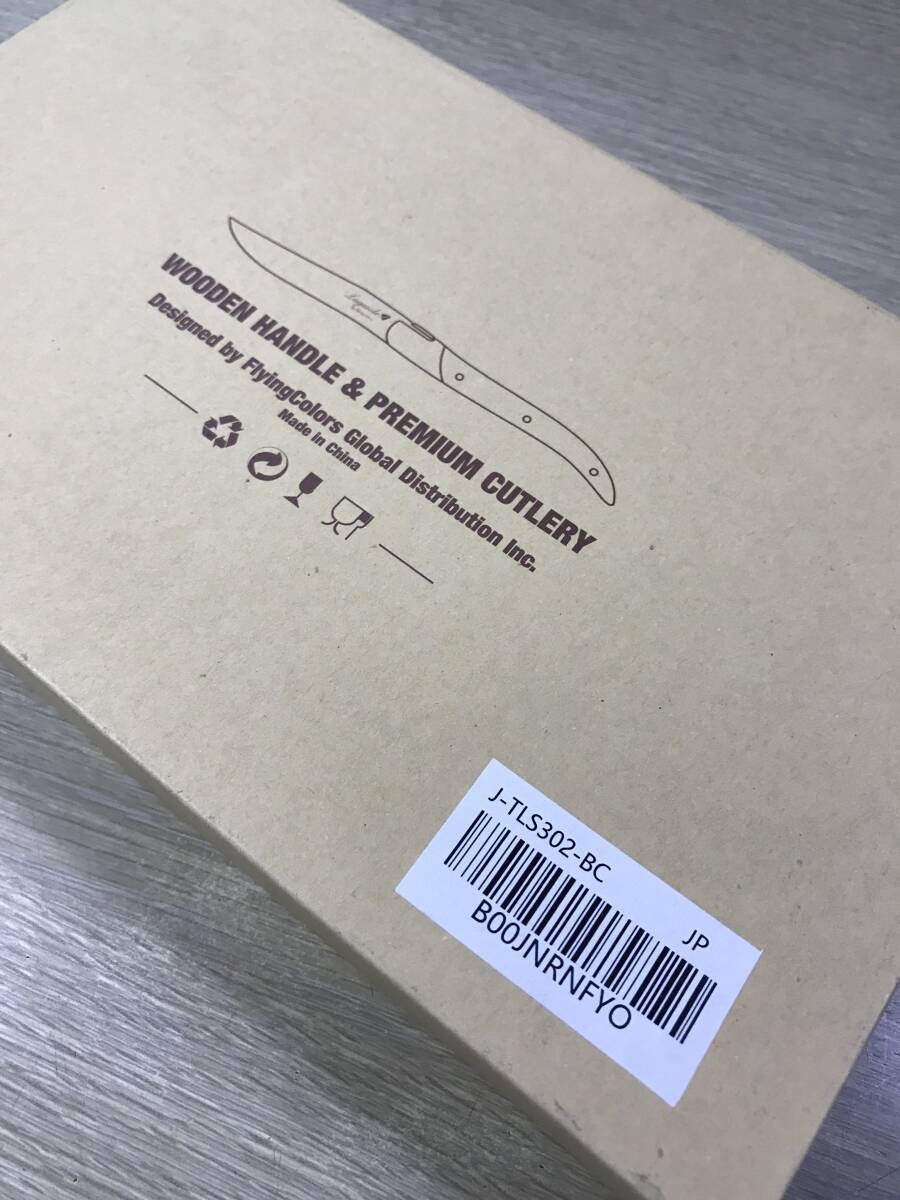 WOODEN HANDLE & PREMIUM CUTLERY
Designed by FlyingColors Global Distribution Inc.
Made in China
J-TLS302-BC
JP
B00JNRNFYO